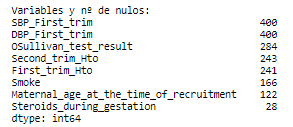 Variables y nº de nulos:
SBP_First_trim 400
DBP_First_trim 400
OSullivan_test_result 284
Second_trim_Hto 243
First_trim_Hto 241
Smoke 166
Maternal_age_at_the_time_of_recruitment 122
Steroids_during_gestation 28
dtype: int64